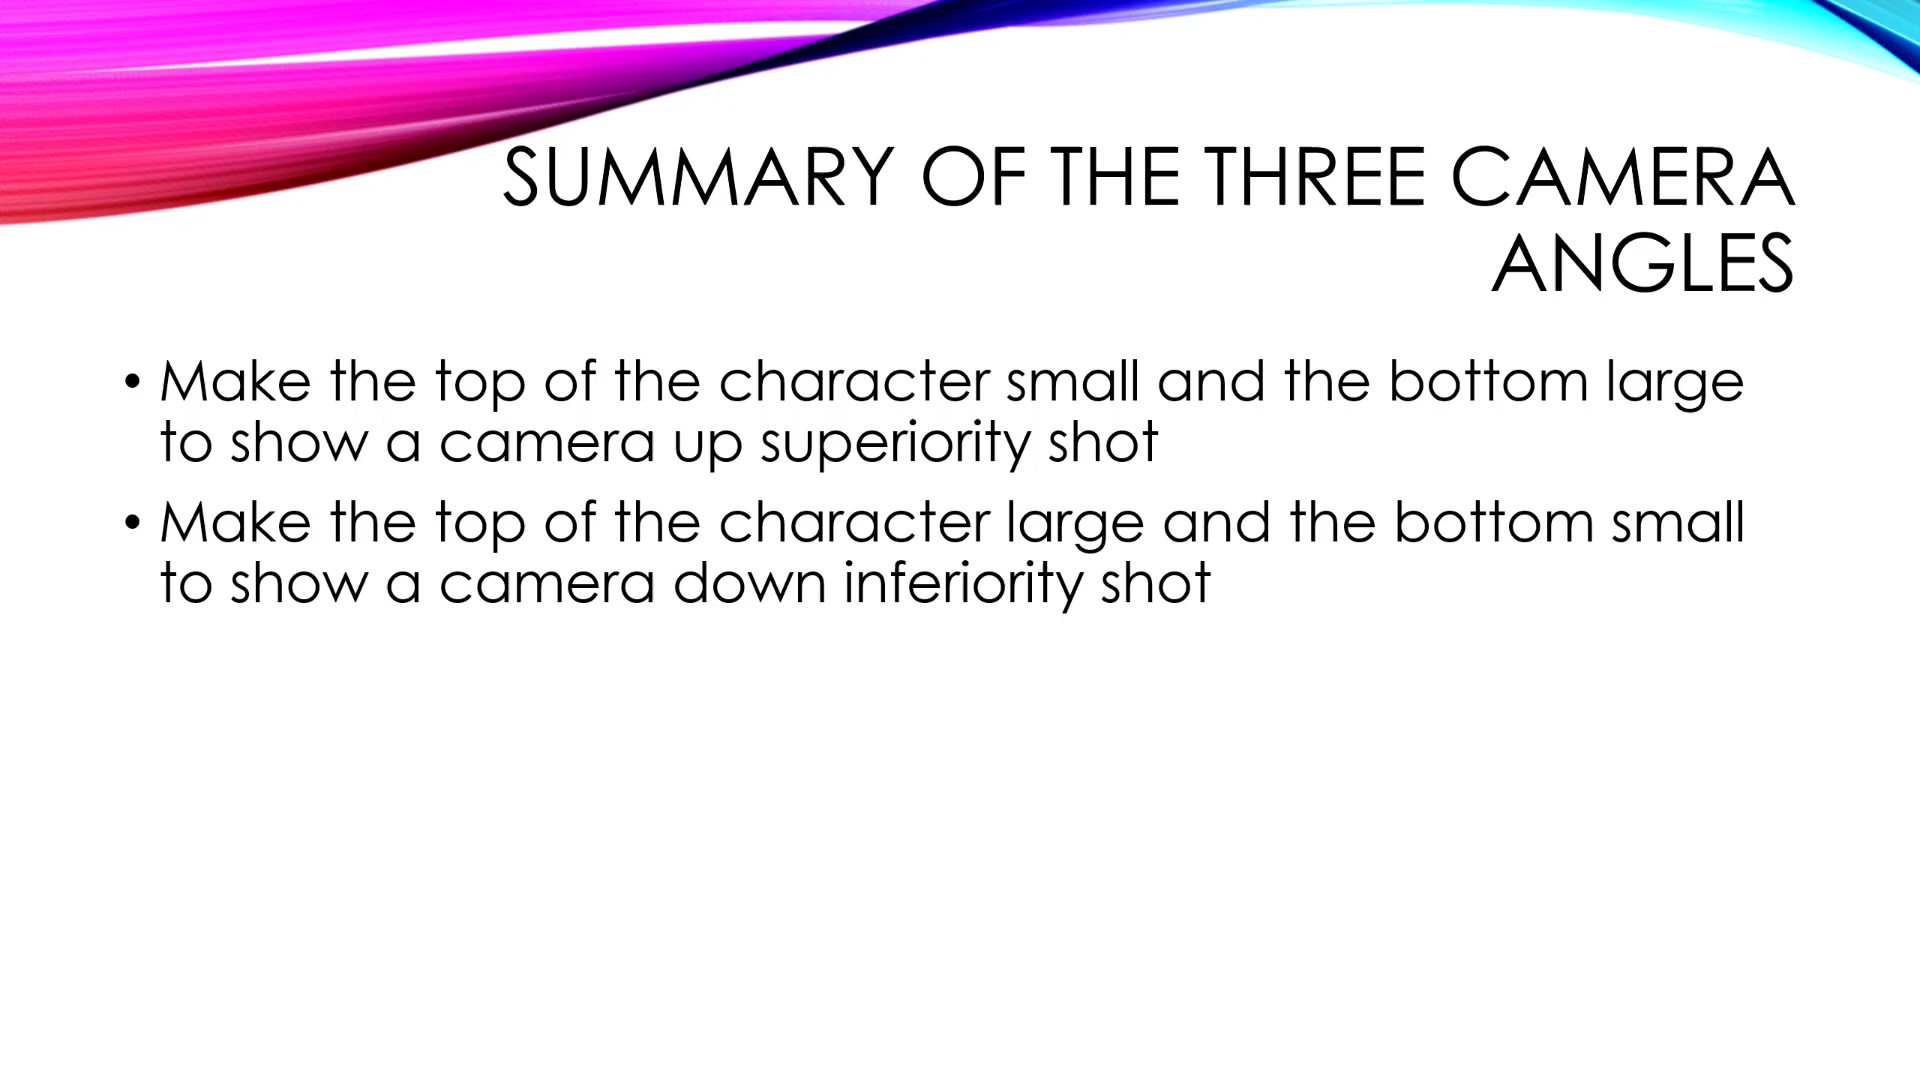 SUMMARY OF THE THREE CAMERA
ANGLES
• Make the top of the character small and the bottom large
to show a camera up superiority shot
• Make the top of the character large and the bottom small
to show a camera down inferiority shot